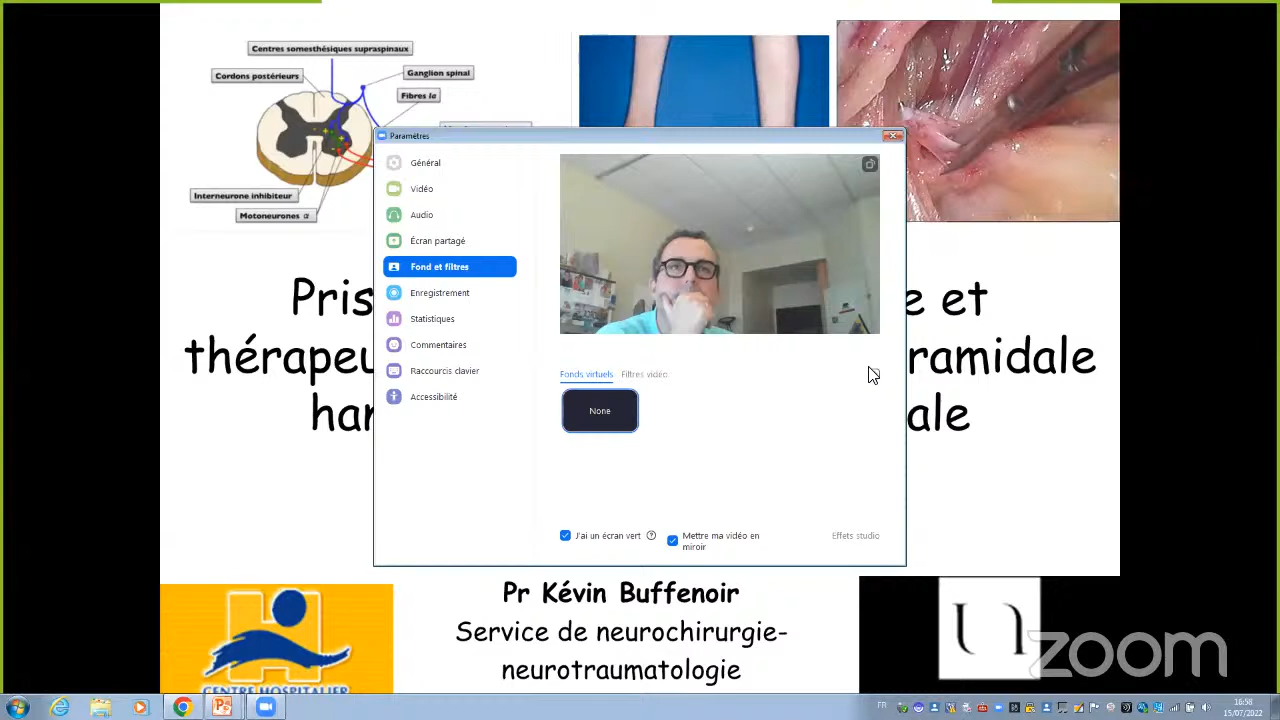 Centres somesthésiques supraspinaux
Cordons postérieurs
Ganglion spinal
Fibres Ia
Interneurone inhibiteur
Motoneurones α
Paramètres
Général
Vidéo
Audio
Écran partagé
Fond et filtres
Enregistrement
Statistiques
Commentaires
Raccourcis clavier
Accessibilité
Fonds virtuels Filtres vidéo
None
J'ai un écran vert
Mettre ma vidéo en
miroir
Effets studio
Pris e et
thérapeu ramidale
han ale
Pr Kévin Buffenoir
Service de neurochirurgie-
neurotraumatologie
CENTRE HOSPITALIER
zoom
FR
16:58
15/07/2022